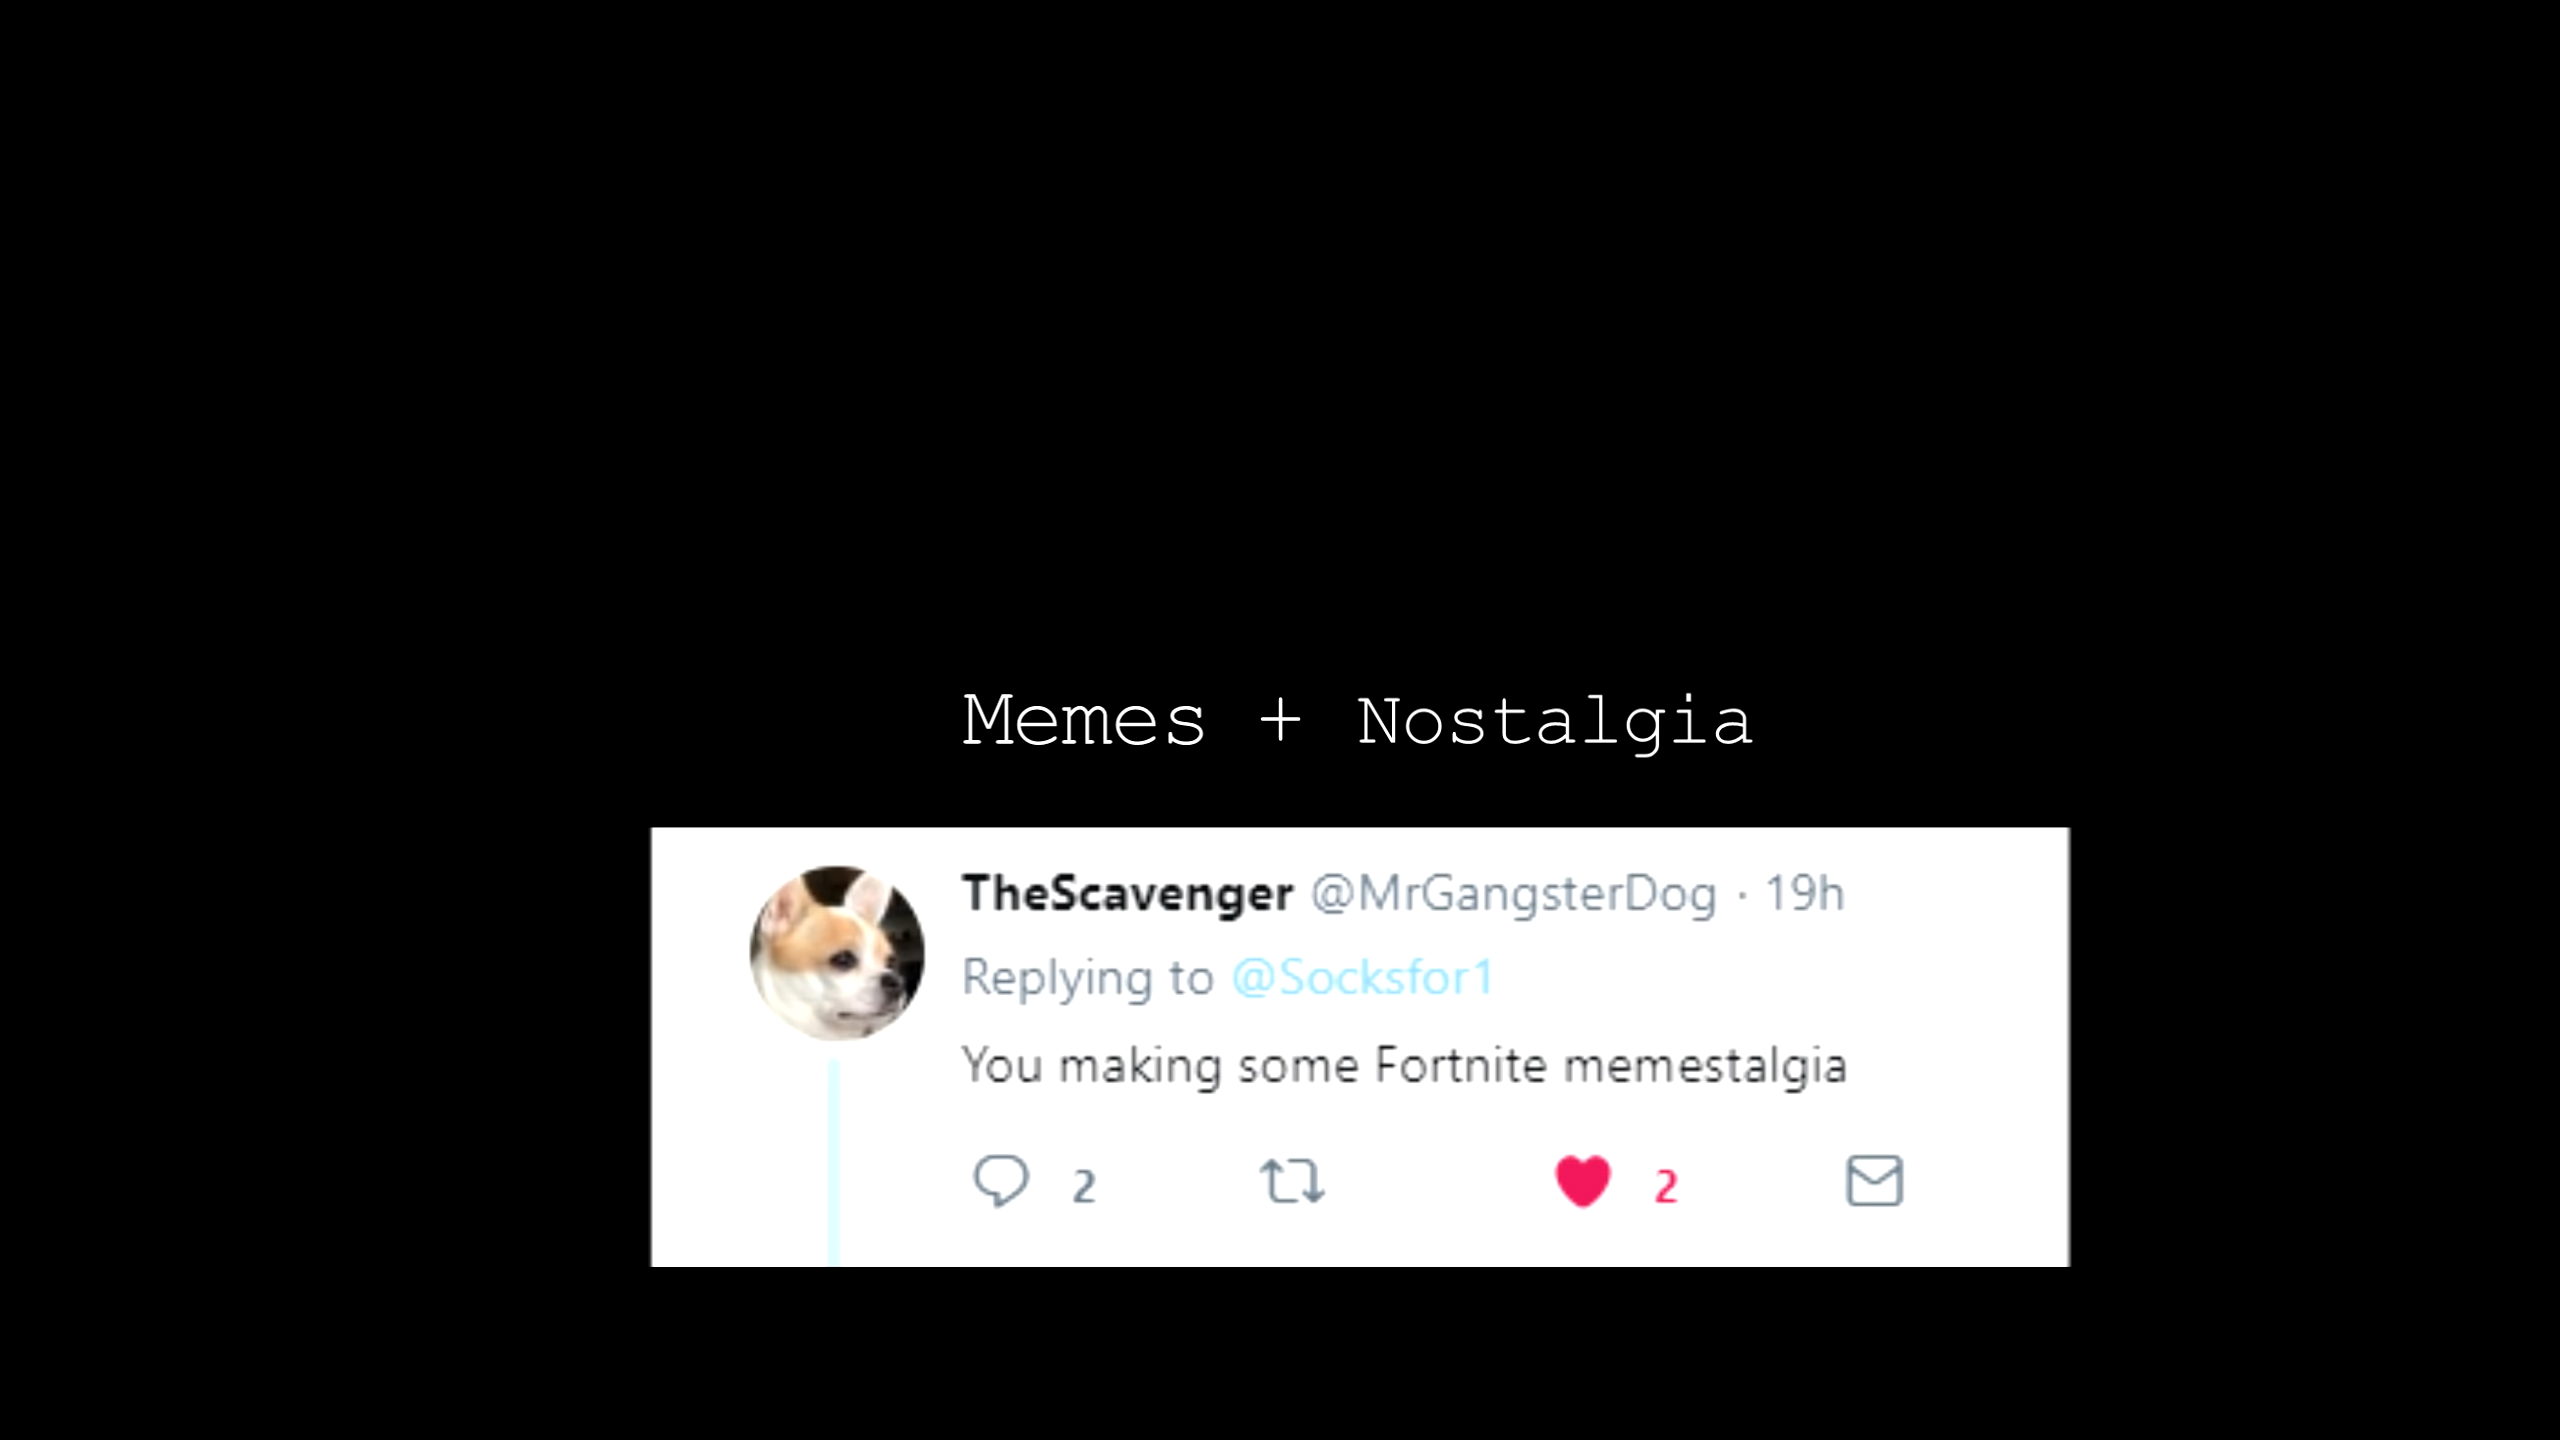 Memes + Nostalgia
TheScavenger @MrGangsterDog · 19h
Replying to @Socksfor1
You making some Fortnite memestalgia
2 2